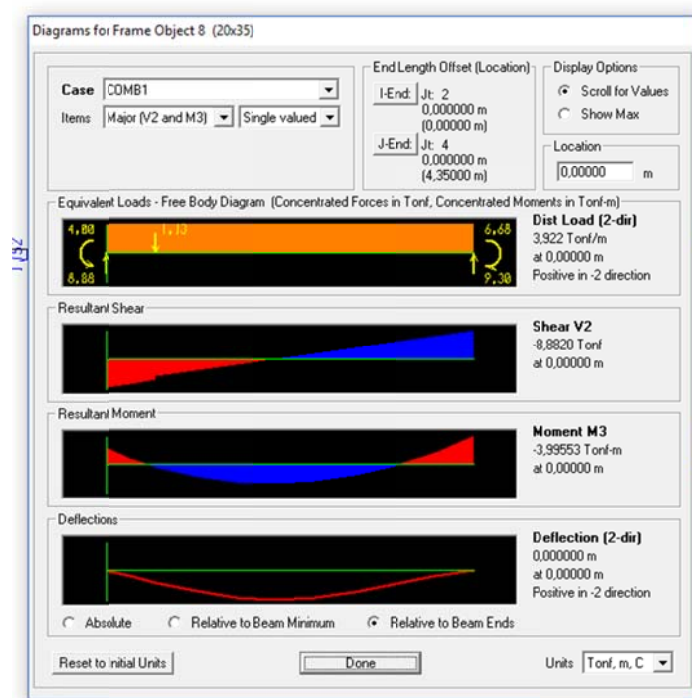 Diagrams for Frame Object 8 (20x35)
Case COMB1
Items Major (V2 and M3) Single valued
End Length Offset (Location)
I-End: Jt: 2
0,000000 m
(0,00000 m)
J-End: Jt: 4
0,000000 m
(4,35000 m)
Display Options
Scroll for Values
Show Max
Location
0,00000 m
Equivalent Loads - Free Body Diagram (Concentrated Forces in Tonf, Concentrated Moments in Tonf-m)
4,00 1,13 6,68
8.88 9,30
Dist Load (2-dir)
3,922 Tonf/m
at 0,00000 m
Positive in -2 direction
Resultant Shear
Shear V2
-8,8820 Tonf
at 0,00000 m
Resultant Moment
Moment M3
-3,99553 Tonf-m
at 0,00000 m
Deflections
Deflection (2-dir)
0,000000 m
at 0,00000 m
Positive in -2 direction
Absolute Relative to Beam Minimum Relative to Beam Ends
Reset to Initial Units Done Units Tonf, m, C